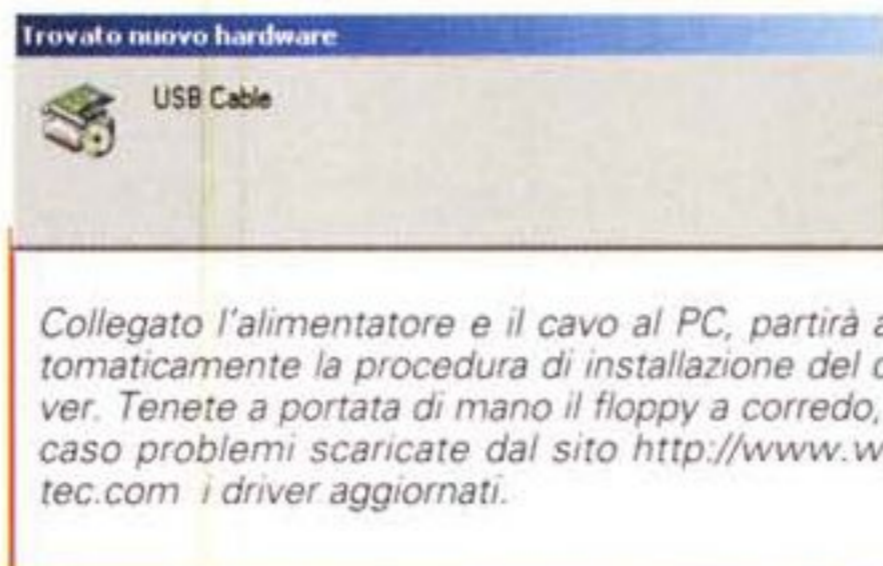 Trovato nuovo hardware
USB Cable
Collegato l'alimentatore e il cavo al PC, partirà a
tomaticamente la procedura di installazione del d
ver. Tenete a portata di mano il floppy a corredo,
caso problemi scaricate dal sito http://www.w
tec.com i driver aggiornati.